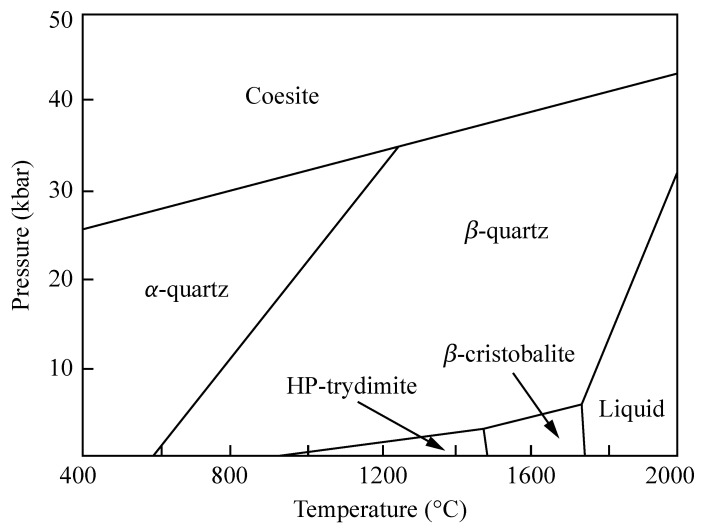 50
Coesite
40
Pressure (kbar)
30
β-quartz
20
α-quartz
β-cristobalite
10
HP-trydimite
Liquid
400 800 1200 1600 2000
Temperature (°C)